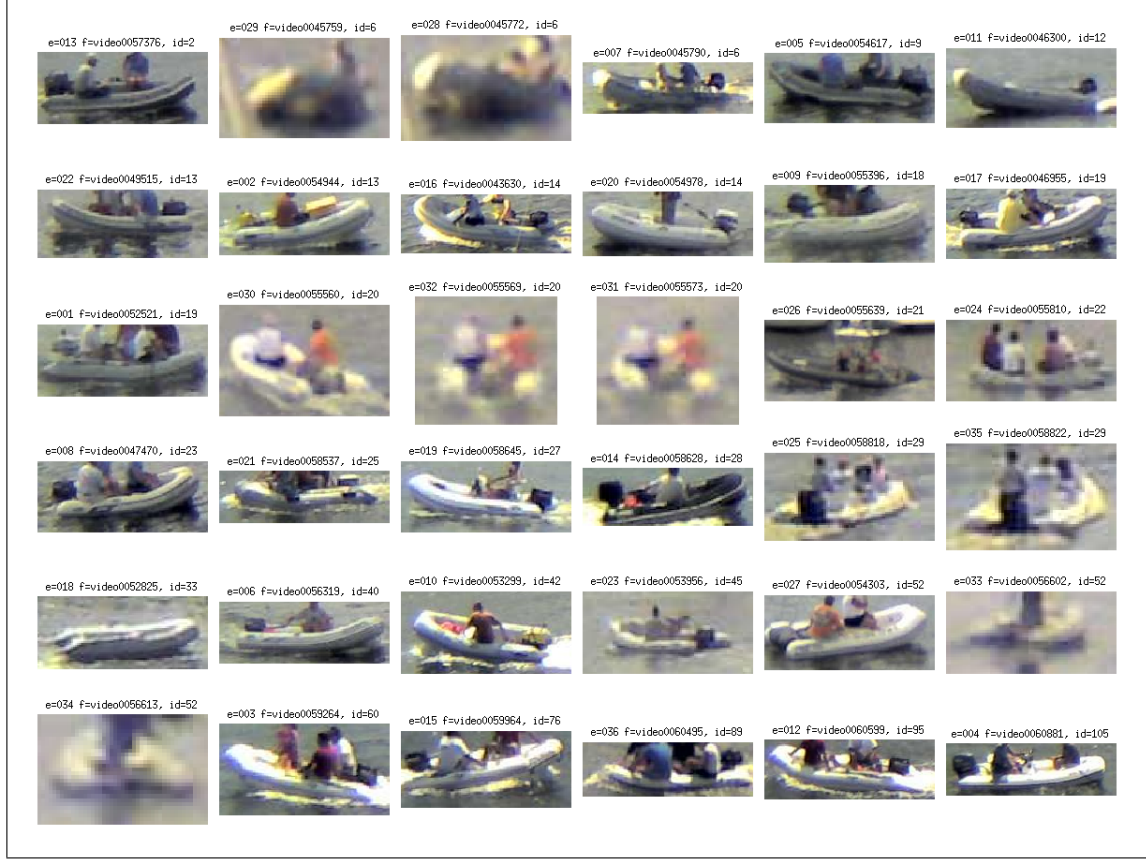 e=013 f=video0057376, id=2
e=029 f=video0045759, id=6
e=028 f=video0045772, id=6
e=007 f=video0045790, id=6
e=005 f=video0054617, id=9
e=011 f=video0046300, id=12
e=022 f=video0049515, id=13
e=002 f=video0054944, id=13
e=016 f=video0043630, id=14
e=020 f=video0054978, id=14
e=009 f=video0055396, id=18
e=017 f=video0046955, id=19
e=001 f=video0052521, id=19
e=030 f=video0055560, id=20
e=032 f=video0055569, id=20
e=031 f=video0055573, id=20
e=026 f=video0055639, id=21
e=024 f=video0055810, id=22
e=008 f=video0047470, id=23
e=021 f=video0058537, id=25
e=019 f=video0058645, id=27
e=014 f=video0058628, id=28
e=025 f=video0058818, id=29
e=035 f=video0058822, id=29
e=018 f=video0052825, id=33
e=006 f=video0056319, id=40
e=010 f=video0053299, id=42
e=023 f=video0053956, id=45
e=027 f=video0054303, id=52
e=033 f=video0056602, id=52
e=034 f=video0056613, id=52
e=003 f=video0059264, id=60
e=015 f=video0059964, id=76
e=036 f=video0060495, id=89
e=012 f=video0060599, id=95
e=004 f=video0060881, id=105